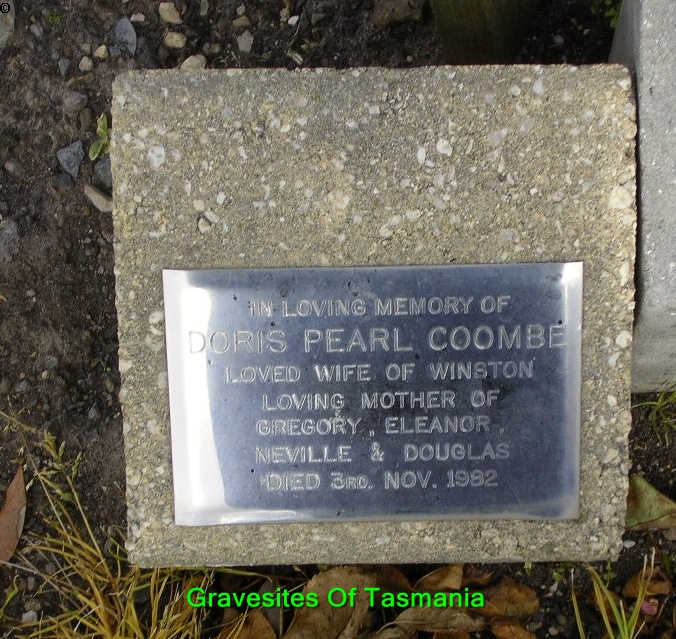 ©
IN LOVING MEMORY OF
DORIS PEARL COOMBE
LOVED WIFE OF WINSTON
LOVING MOTHER OF
GREGORY, ELEANOR,
NEVILLE & DOUGLAS
DIED 3RD. NOV. 1982
Gravesites Of Tasmania